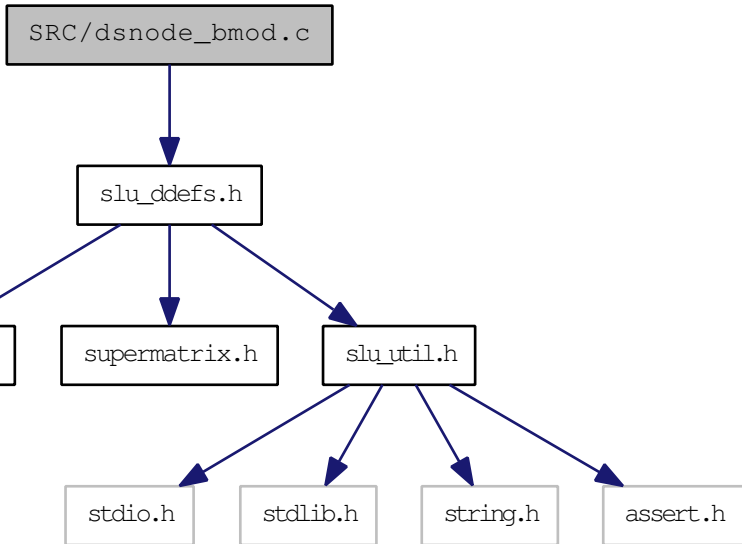 SRC/dsnode_bmod.c
slu_ddefs.h
supermatrix.h
slu_util.h
stdio.h
stdlib.h
string.h
assert.h